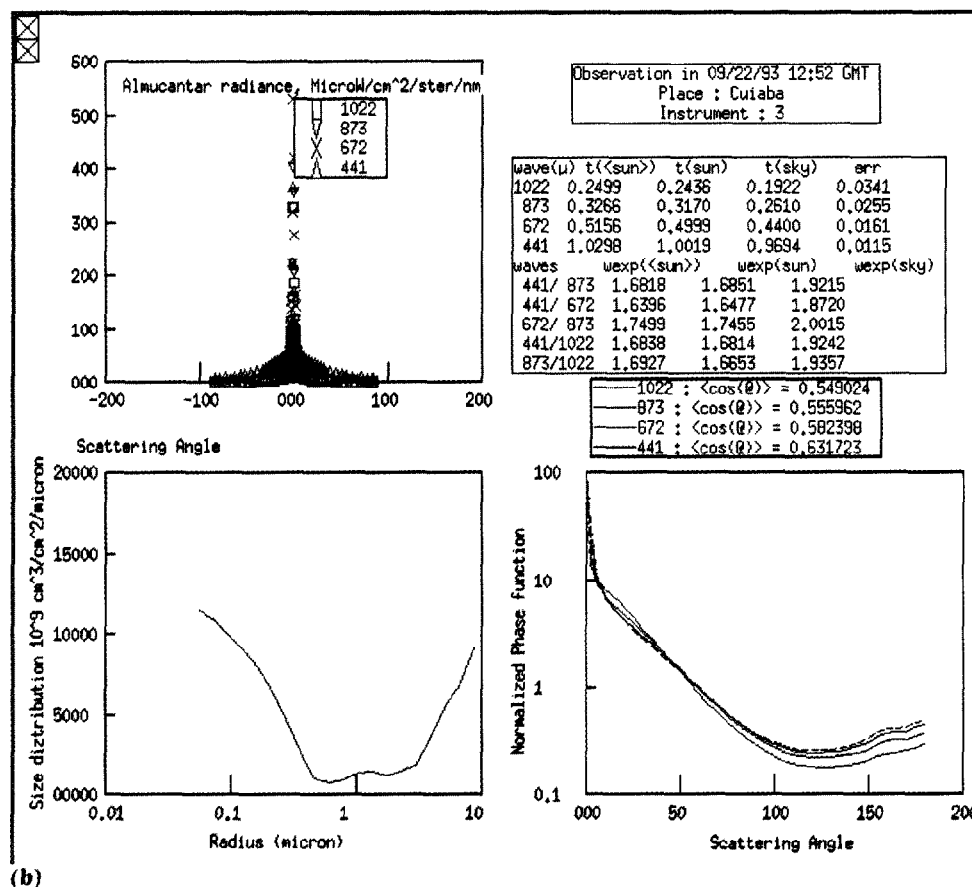 600
500
400
300
200
100
000
-200
-100
000
100
200
Almucantar radiance, MicroW/cm^2/ster/nm
1022
873
672
441
Scattering Angle
Observation in 09/22/93 12:52 GMT
Place : Cuiaba
Instrument : 3
wave(μ) t(<sun>) t(sun) t(sky) err
1022 0.2499 0.2436 0.1922 0.0341
873 0.3266 0.3170 0.2610 0.0255
672 0.5156 0.4999 0.4400 0.0161
441 1.0298 1.0019 0.9694 0.0115
waves wexp(<sun>) wexp(sun) wexp(sky)
441/ 873 1.6818 1.6851 1.9215
441/ 672 1.6396 1.6477 1.8720
672/ 873 1.7499 1.7455 2.0015
441/1022 1.6838 1.6814 1.9242
873/1022 1.6927 1.6653 1.9357
1022 : <cos(@)> = 0.549024
873 : <cos(@)> = 0.555962
672 : <cos(@)> = 0.582398
441 : <cos(@)> = 0.631723
Size diztribution 10^9 cm^3/cm^2/micron
20000
15000
10000
5000
00000
0.01
0.1
1
10
Radius (micron)
Normalized Phase function
100
10
1
0.1
000
50
100
150
200
Scattering Angle
(b)